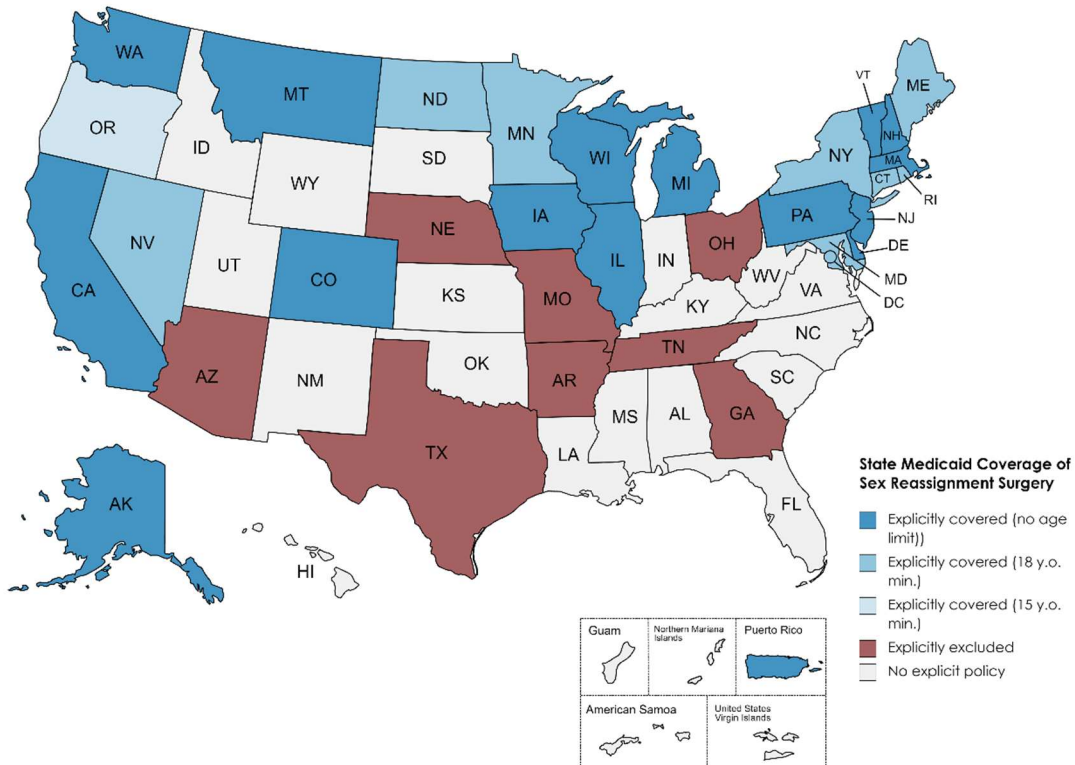 WA
MT
ND
MN
VT
ME
OR
ID
SD
WI
MI
NH
NY
MA
CT
RI
WY
IA
PA
NJ
NE
OH
DE
NV
UT
CO
IL
IN
WV
MD
DC
CA
KS
MO
KY
VA
NC
TN
AZ
NM
OK
AR
SC
MS
AL
GA
TX
LA
FL
AK
HI
State Medicaid Coverage of
Sex Reassignment Surgery
Explicitly covered (no age
limit))
Explicitly covered (18 y.o.
min.)
Explicitly covered (15 y.o.
min.)
Explicitly excluded
No explicit policy
Guam
Northern Mariana
Islands
Puerto Rico
American Samoa
United States
Virgin Islands